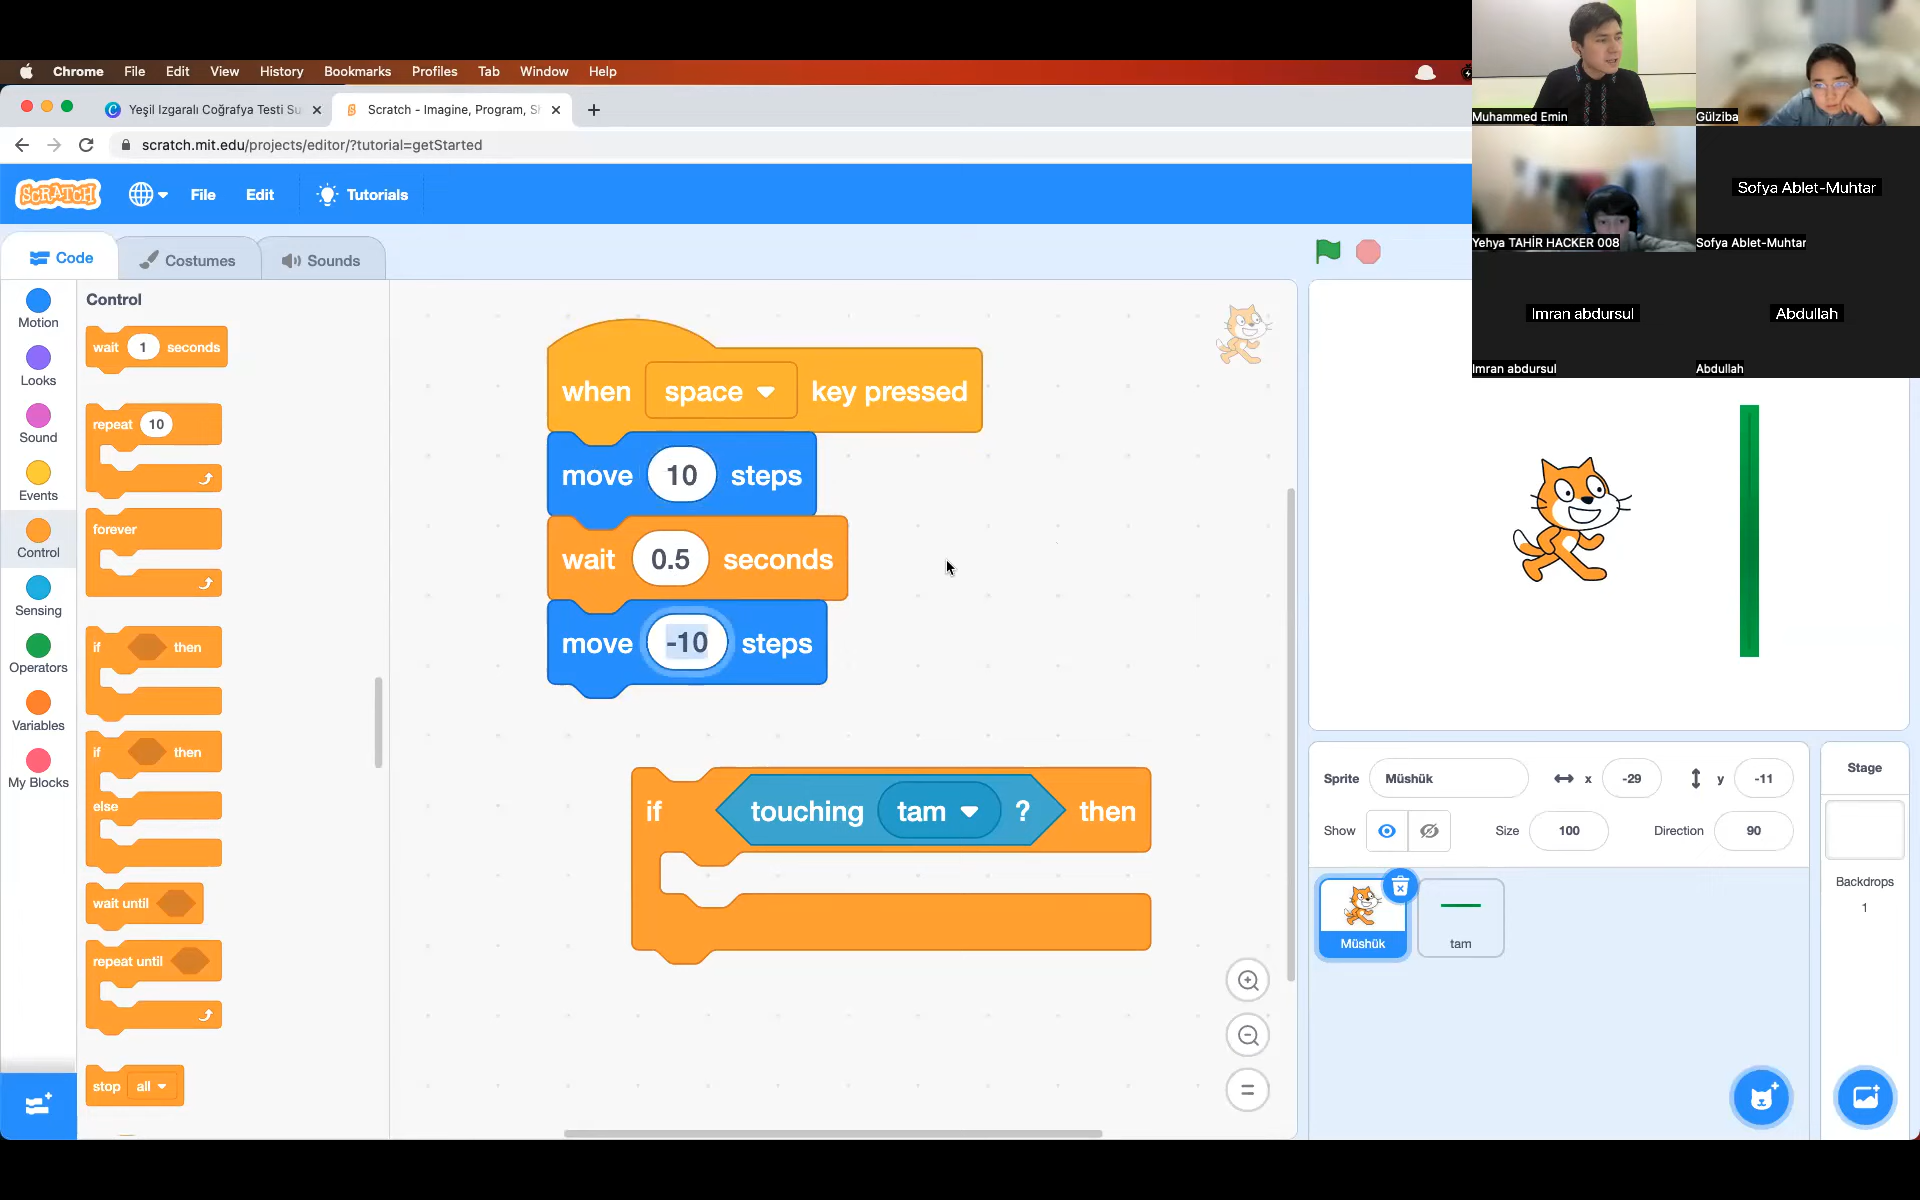 Chrome File Edit View History Bookmarks Profiles Tab Window Help
Yeşil Izgaralı Coğrafya Testi Su
Scratch - Imagine, Program, Sh
scratch.mit.edu/projects/editor/?tutorial=getStarted
SCRATCH File Edit Tutorials
Code Costumes Sounds
Motion
Looks
Sound
Events
Control
Sensing
Operators
Variables
My Blocks
Control
wait 1 seconds
repeat 10
forever
if then
if then
else
wait until
repeat until
stop all
when space key pressed
move 10 steps
wait 0.5 seconds
move -10 steps
if touching tam ? then
Muhammed Emin
Gülziba
Yehya TAHİR HACKER 008
Sofya Ablet-Muhtar
Sofya Ablet-Muhtar
Imran abdursul
Imran abdursul
Abdullah
Abdullah
Sprite Müshük x -29 y -11
Show Size 100 Direction 90
Müshük
tam
Stage
Backdrops
1